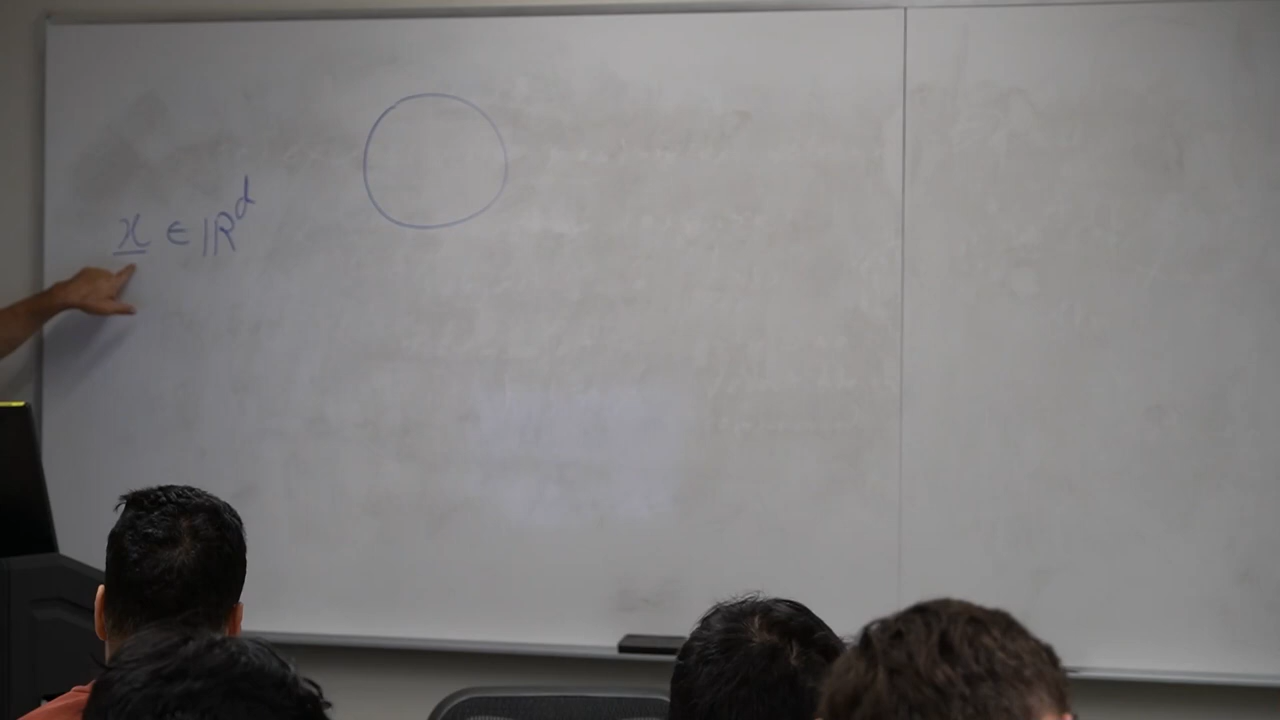 x ∈ ℝ^d